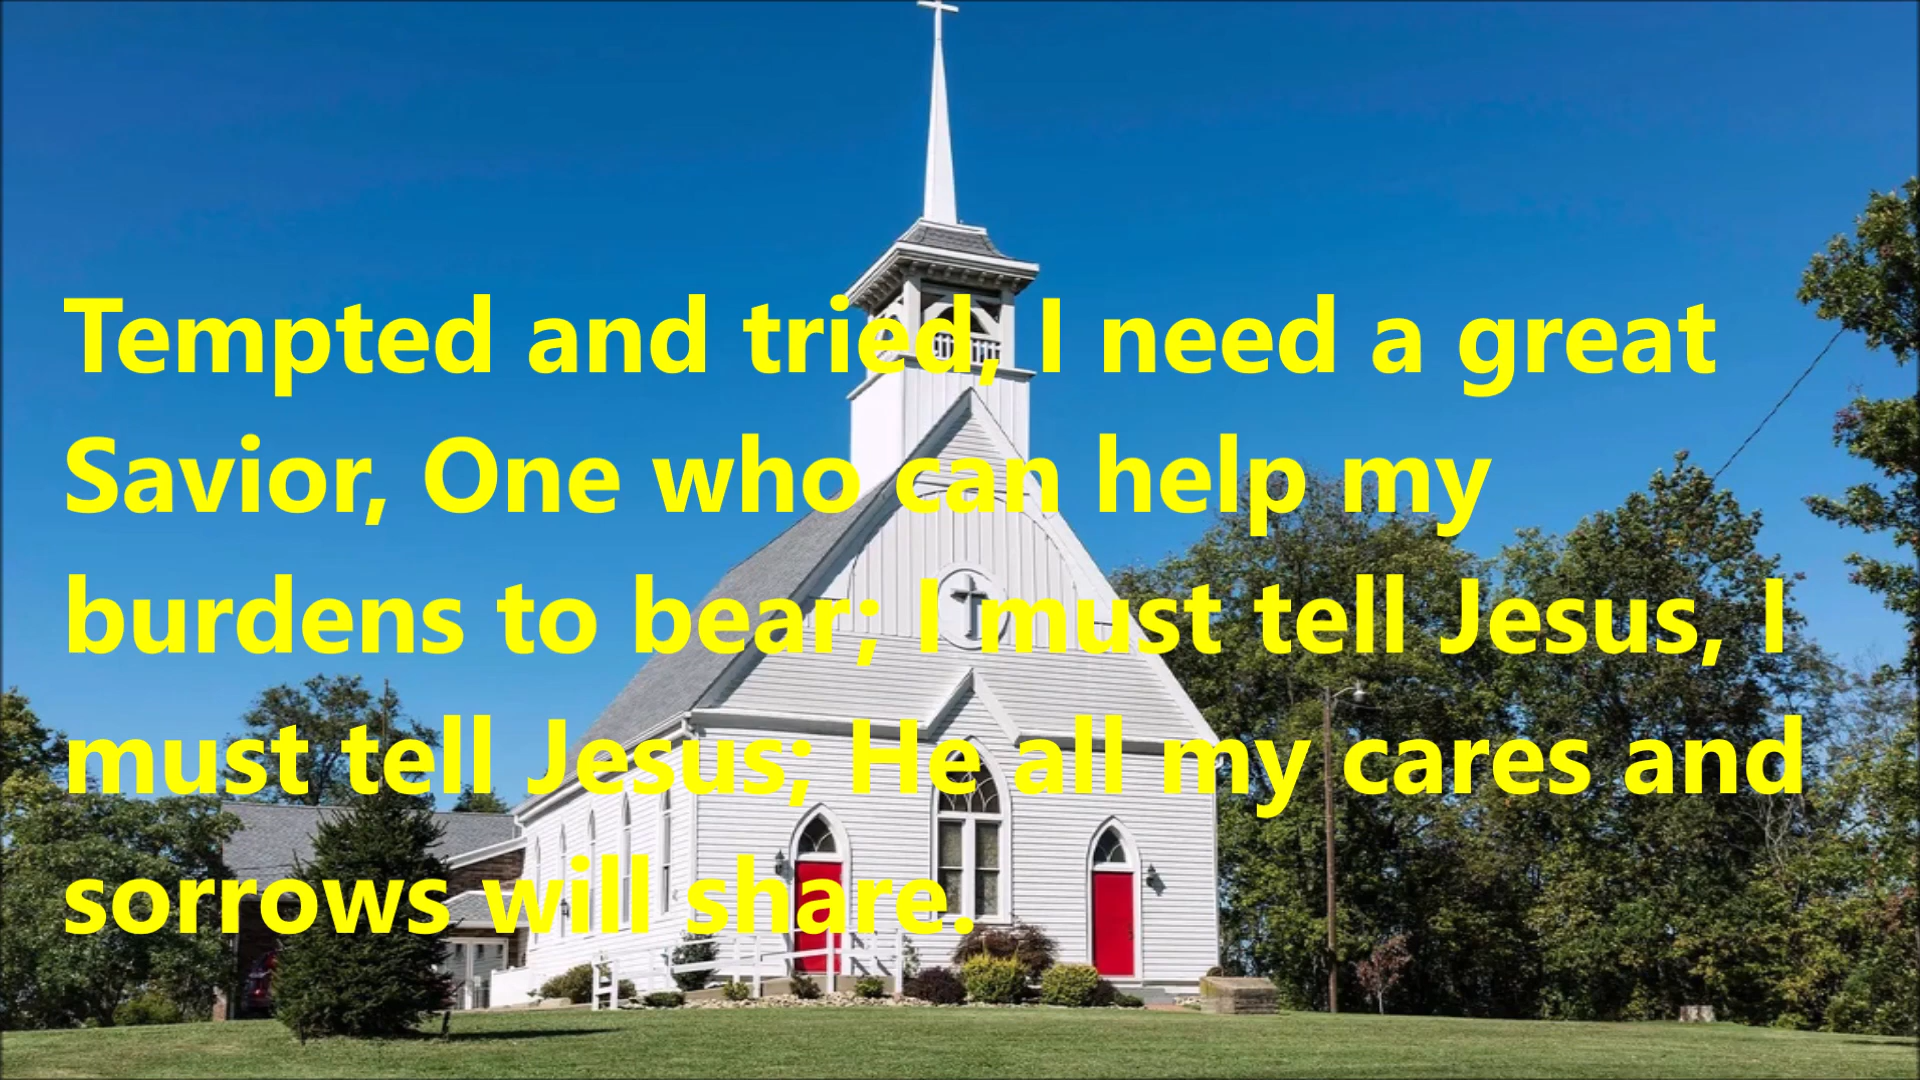 Tempted and tried, I need a great
Savior, One who can help my
burdens to bear; I must tell Jesus, I
must tell Jesus; He all my cares and
sorrows will share.